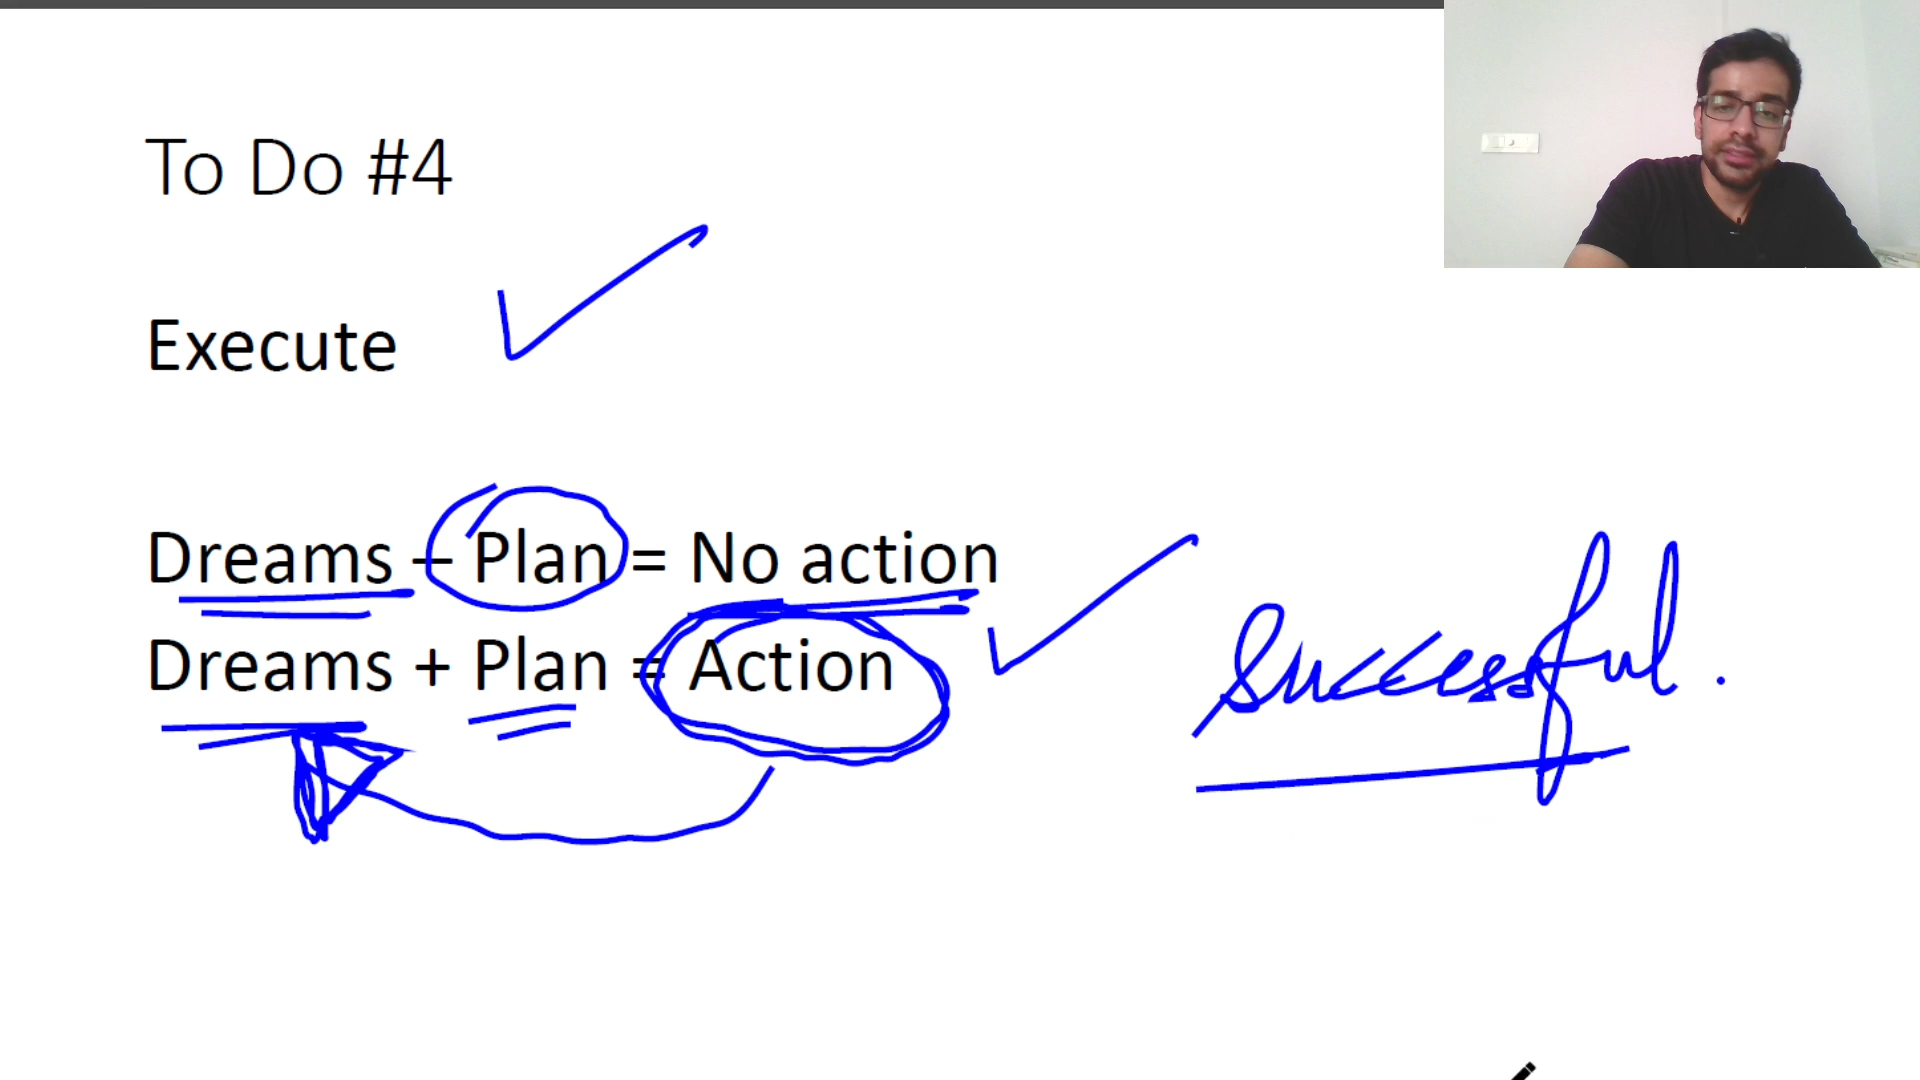 To Do #4
Execute
Dreams – Plan = No action
Dreams + Plan = Action
Successful.